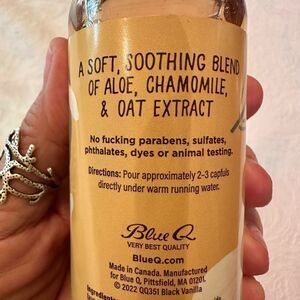 A SOFT, SOOTHING BLEND
OF ALOE, CHAMOMILE,
& OAT EXTRACT
No fucking parabens, sulfates,
phthalates, dyes or animal testing.
Directions: Pour approximately 2-3 capfuls
directly under warm running water.
Blue Q
VERY BEST QUALITY
BlueQ.com
Made in Canada. Manufactured
for Blue Q, Pittsfield, MA 01201.
© 2022 QQ351 Black Vanilla
Ingredients